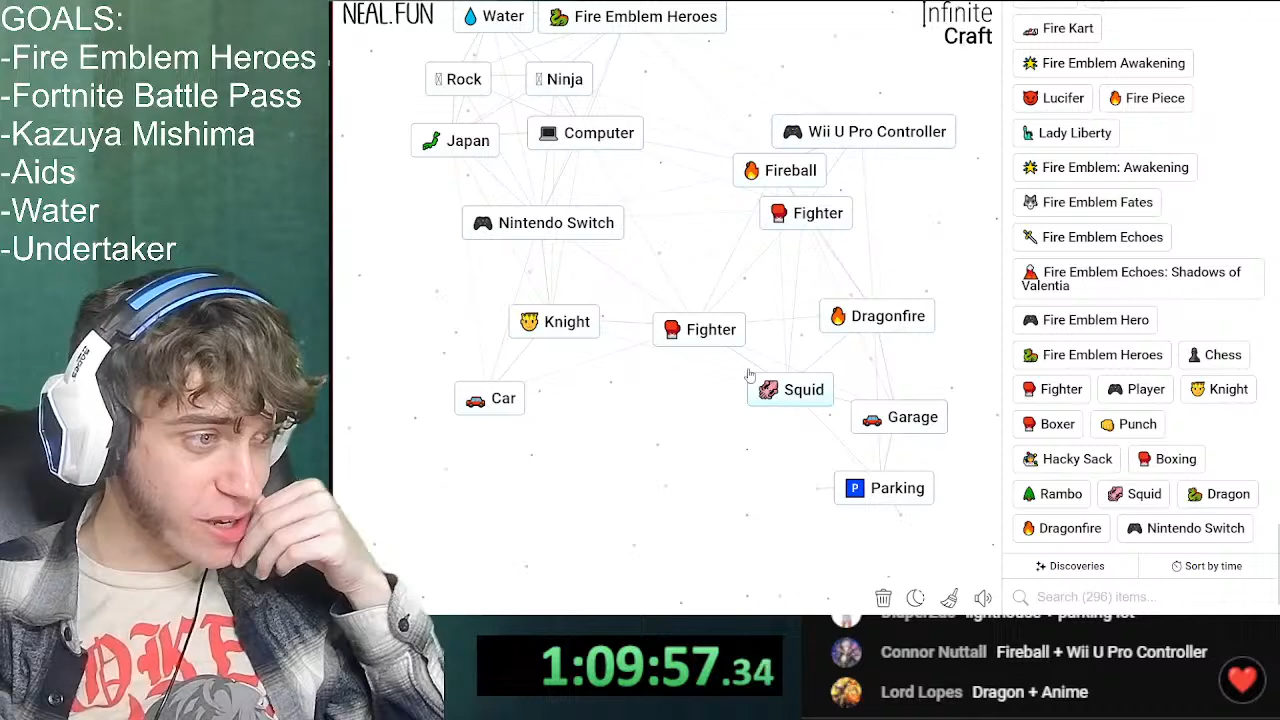 GOALS:
-Fire Emblem Heroes
-Fortnite Battle Pass
-Kazuya Mishima
-Aids
-Water
-Undertaker
NEAL.FUN
Water
Fire Emblem Heroes
Infinite
Craft
Rock
Ninja
Japan
Computer
Wii U Pro Controller
Fireball
Fighter
Nintendo Switch
Knight
Fighter
Dragonfire
Squid
Car
Garage
Parking
Fire Kart
Fire Emblem Awakening
Lucifer
Fire Piece
Lady Liberty
Fire Emblem: Awakening
Fire Emblem Fates
Fire Emblem Echoes
Fire Emblem Echoes: Shadows of
Valentia
Fire Emblem Hero
Fire Emblem Heroes
Chess
Fighter
Player
Knight
Boxer
Punch
Hacky Sack
Boxing
Rambo
Squid
Dragon
Dragonfire
Nintendo Switch
Discoveries
Sort by time
Search (296) items...
1:09:57.34
lighthouse + parking lot
Connor Nuttall Fireball + Wii U Pro Controller
Lord Lopes Dragon + Anime